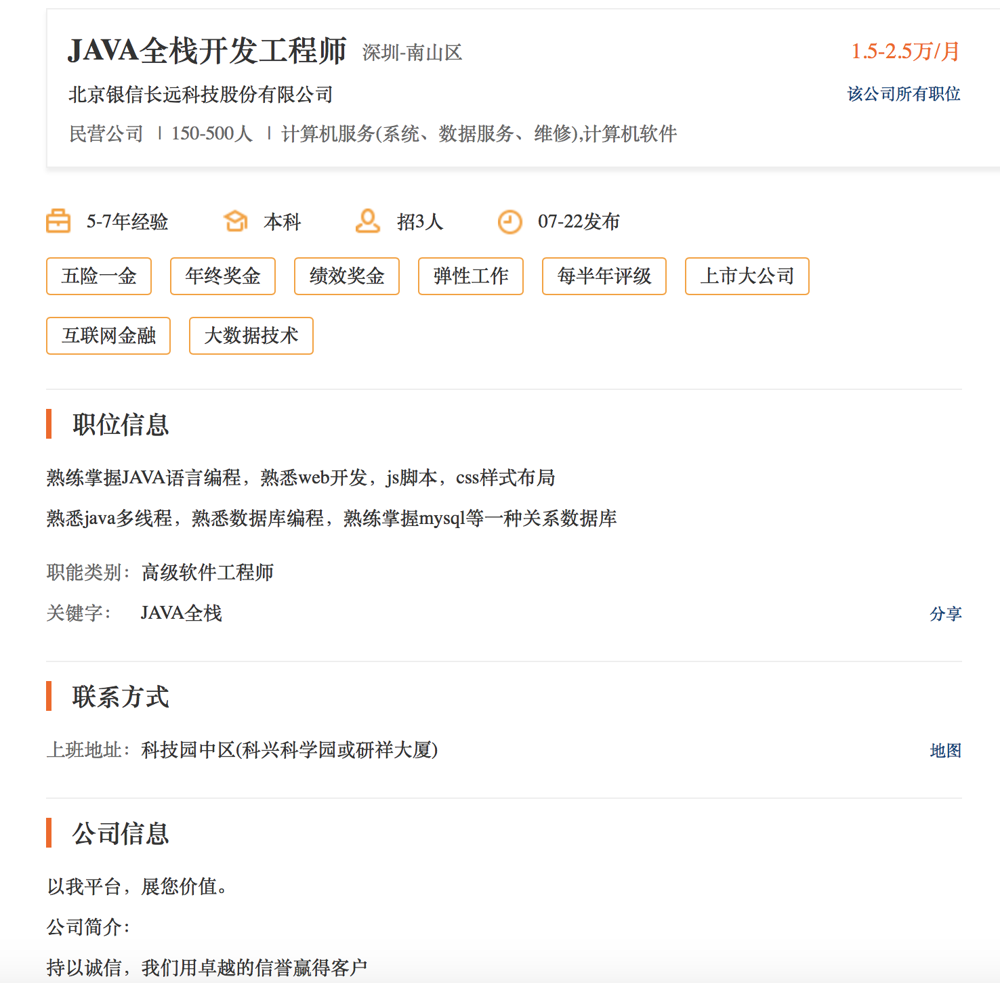 JAVA全栈开发工程师 深圳-南山区 1.5-2.5万/月
北京银信长远科技股份有限公司 该公司所有职位
民营公司 | 150-500人 | 计算机服务(系统、数据服务、维修),计算机软件
5-7年经验 本科 招3人 07-22发布
五险一金 年终奖金 绩效奖金 弹性工作 每半年评级 上市大公司
互联网金融 大数据技术
职位信息
熟练掌握JAVA语言编程，熟悉web开发，js脚本，css样式布局
熟悉java多线程，熟悉数据库编程，熟练掌握mysql等一种关系数据库
职能类别：高级软件工程师
关键字： JAVA全栈 分享
联系方式
上班地址：科技园中区(科兴科学园或研祥大厦) 地图
公司信息
以我平台，展您价值。
公司简介：
持以诚信，我们用卓越的信誉赢得客户